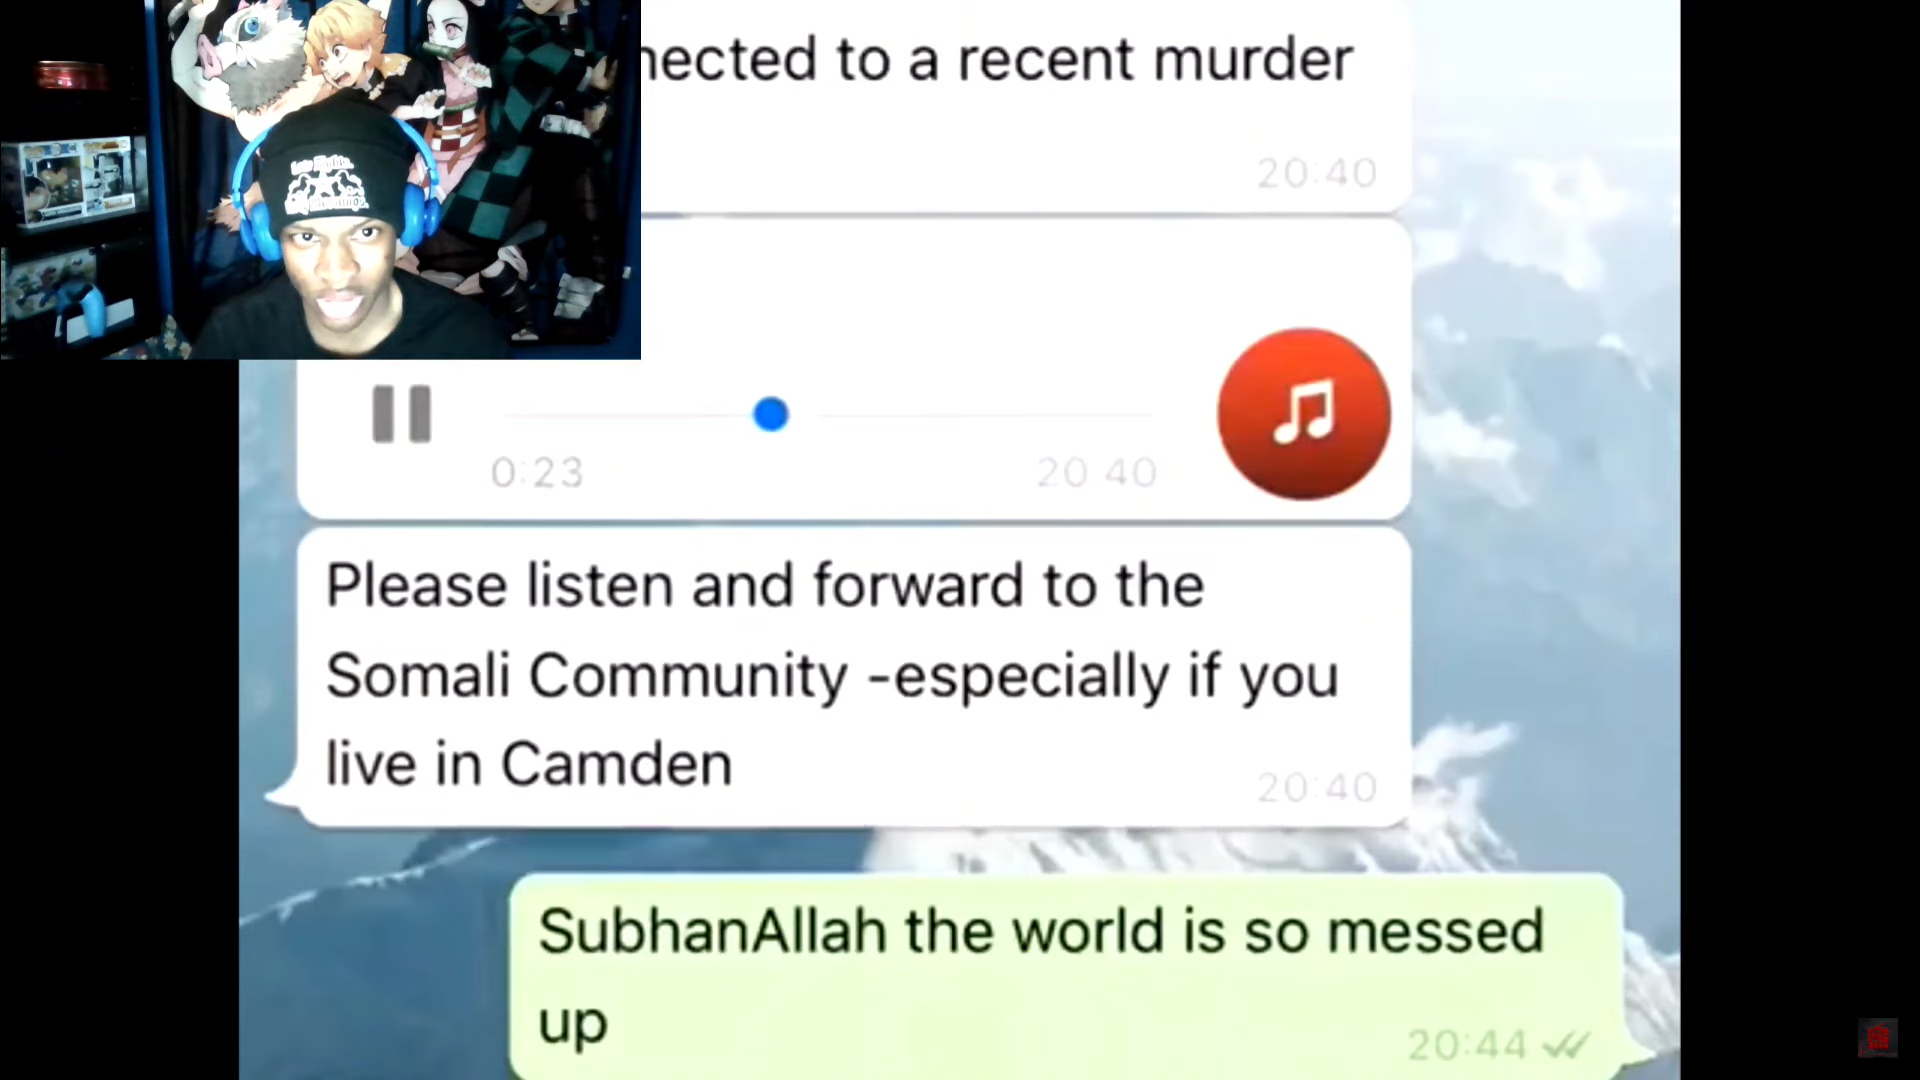 to a recent murder
20:40
0:23
20 40
Please listen and forward to the
Somali Community -especially if you
live in Camden
20:40
SubhanAllah the world is so messed
up
20:44